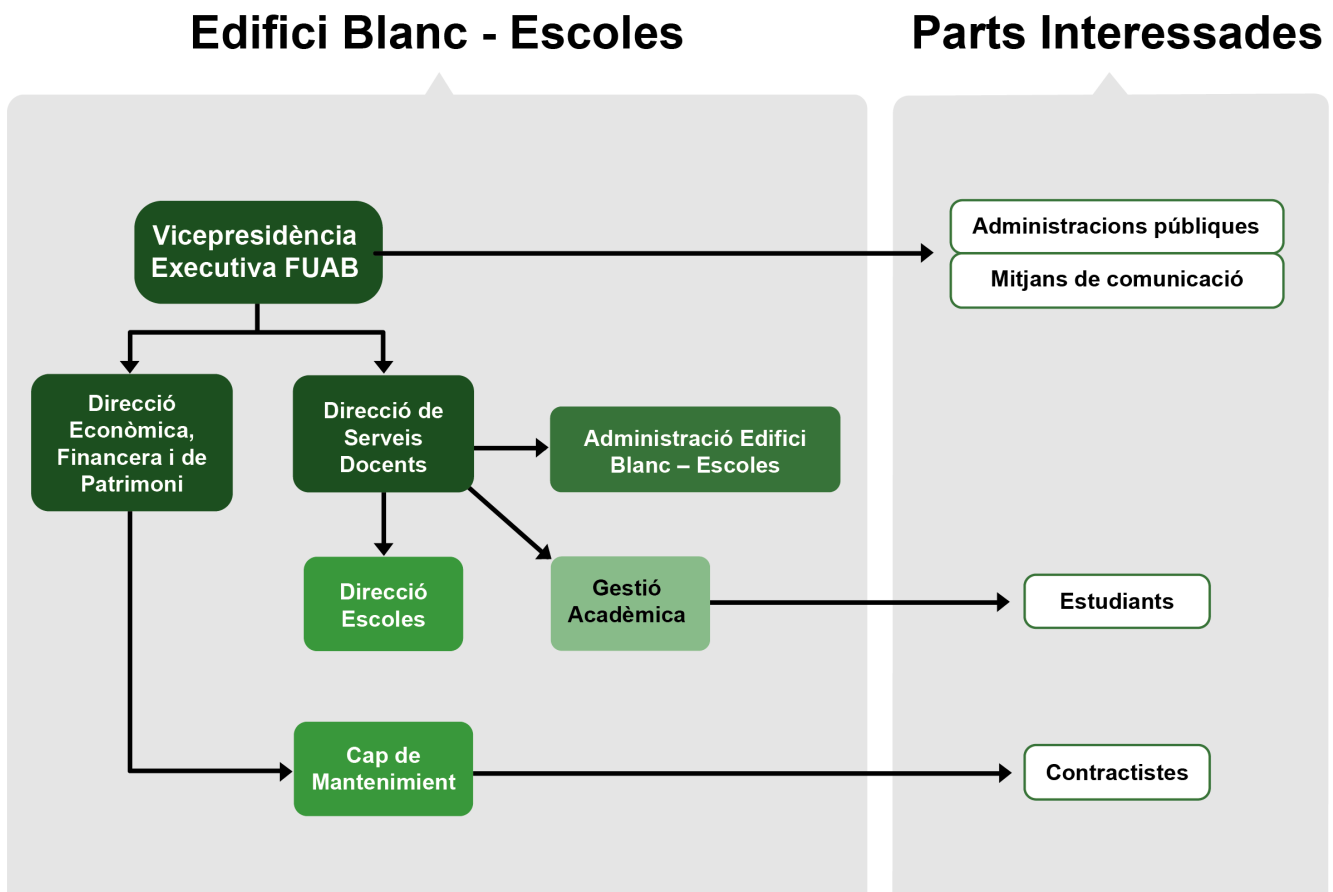 Edifici Blanc - Escoles
Parts Interessades
Vicepresidència
Executiva FUAB
Administracions públiques
Mitjans de comunicació
Direcció
Econòmica,
Financera i de
Patrimoni
Direcció de
Serveis
Docents
Administració Edifici
Blanc – Escoles
Direcció
Escoles
Gestió
Acadèmica
Estudiants
Cap de
Mantenimient
Contractistes